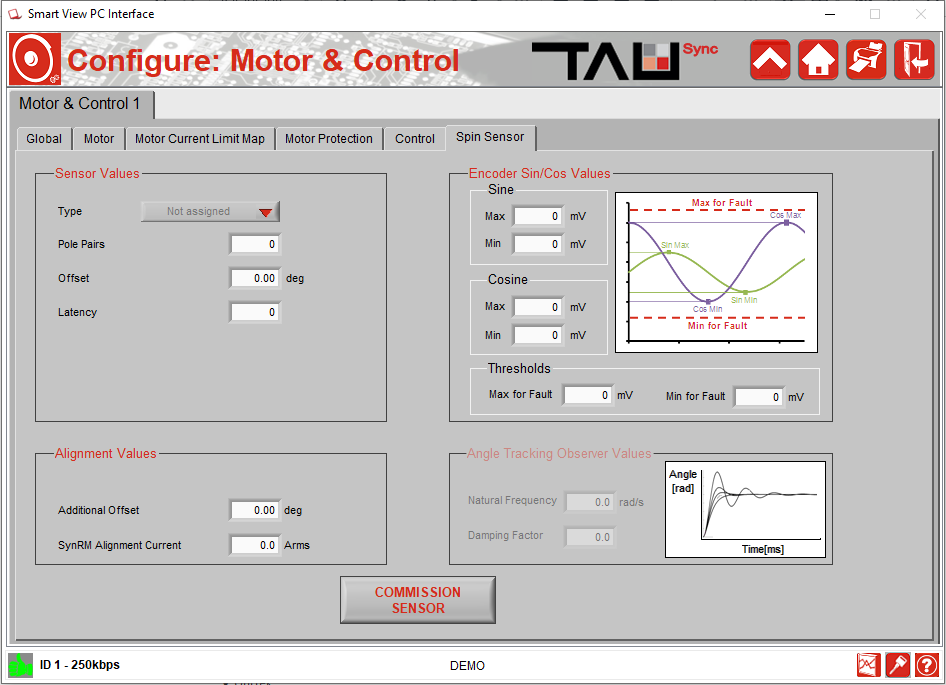 Smart View PC Interface
Configure: Motor & Control
TAU Sync
Motor & Control 1
Global
Motor
Motor Current Limit Map
Motor Protection
Control
Spin Sensor
Sensor Values
Type
Not assigned
Pole Pairs
0
Offset
0.00
deg
Latency
0
Encoder Sin/Cos Values
Sine
Max
0
mV
Min
0
mV
Cosine
Max
0
mV
Min
0
mV
Max for Fault
Cos Max
Sin Max
Sin Min
Cos Min
Min for Fault
Thresholds
Max for Fault
0
mV
Min for Fault
0
mV
Alignment Values
Additional Offset
0.00
deg
SynRM Alignment Current
0.0
Arms
Angle Tracking Observer Values
Natural Frequency
0.0
rad/s
Damping Factor
0.0
Angle
[rad]
Time[ms]
COMMISSION
SENSOR
ID 1 - 250kbps
DEMO